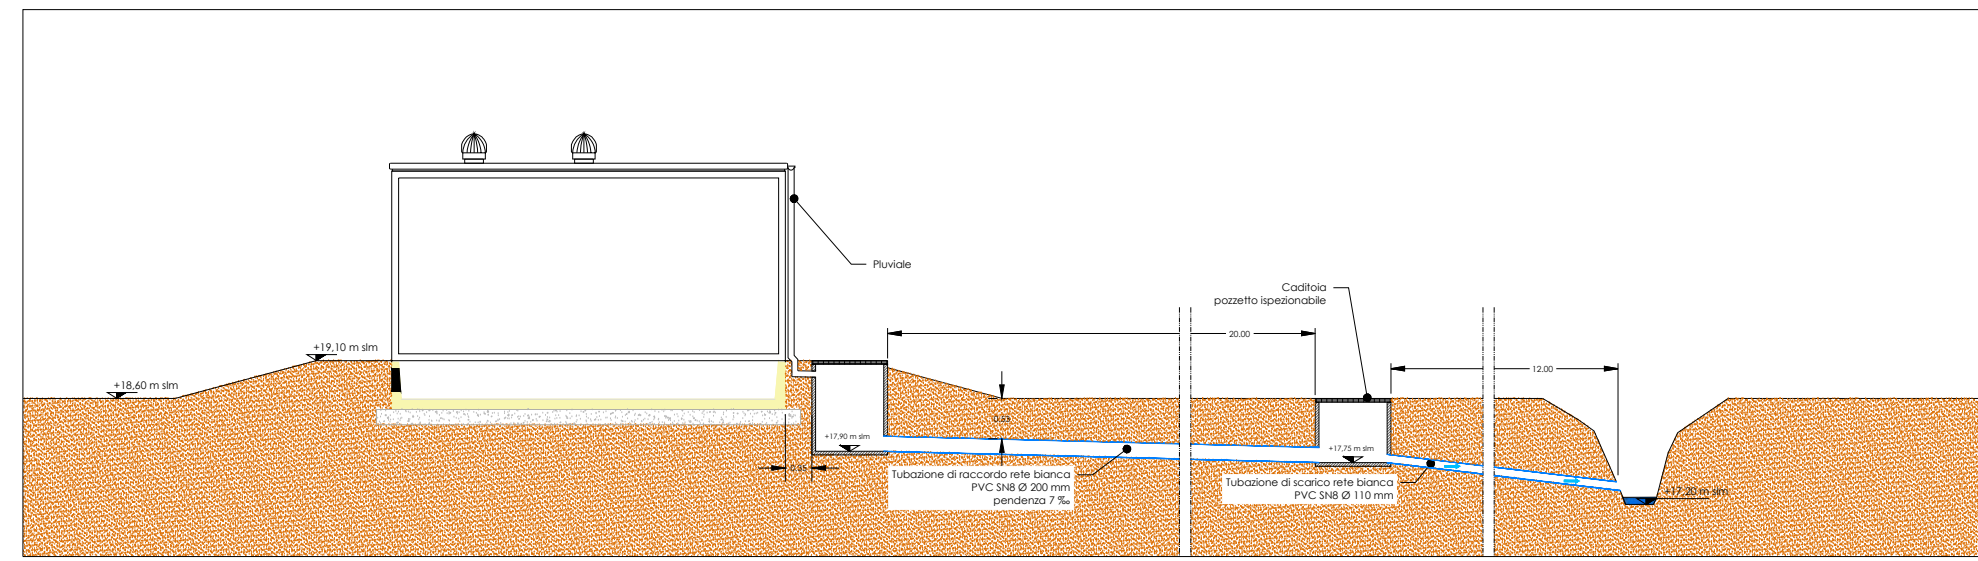 Pluviale
Caditoia
pozzetto ispezionabile
20.00
+19,10 m slm
12.00
+18,60 m slm
0.53
+17,90 m slm
+17,75 m slm
0.35
Tubazione di raccordo rete bianca
PVC SN8 Ø 200 mm
pendenza 7 ‰
Tubazione di scarico rete bianca
PVC SN8 Ø 110 mm
+17,20 m slm